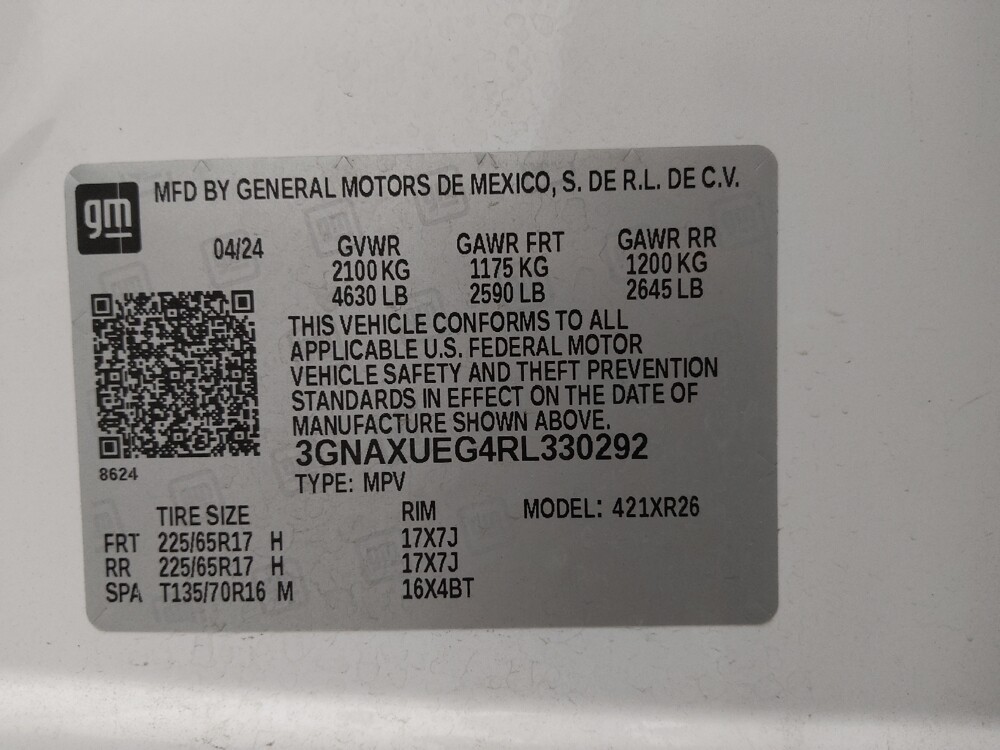 gm
MFD BY GENERAL MOTORS DE MEXICO, S. DE R.L. DE C.V.
04/24 GVWR GAWR FRT GAWR RR
2100 KG 1175 KG 1200 KG
4630 LB 2590 LB 2645 LB
THIS VEHICLE CONFORMS TO ALL
APPLICABLE U.S. FEDERAL MOTOR
VEHICLE SAFETY AND THEFT PREVENTION
STANDARDS IN EFFECT ON THE DATE OF
MANUFACTURE SHOWN ABOVE.
3GNAXUEG4RL330292
8624
TYPE: MPV
TIRE SIZE RIM MODEL: 421XR26
FRT 225/65R17 H 17X7J
RR 225/65R17 H 17X7J
SPA T135/70R16 M 16X4BT